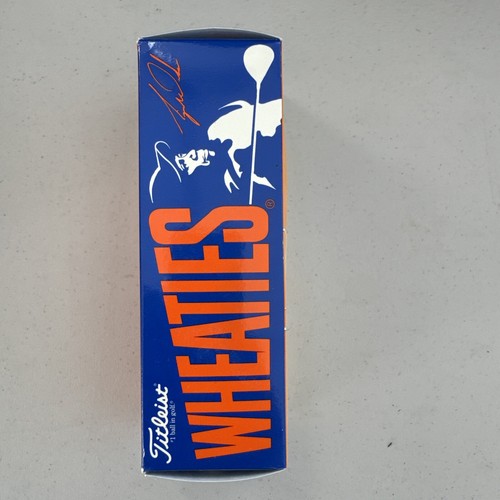 WHEATIES®
Titleist®
"1 ball in golf."